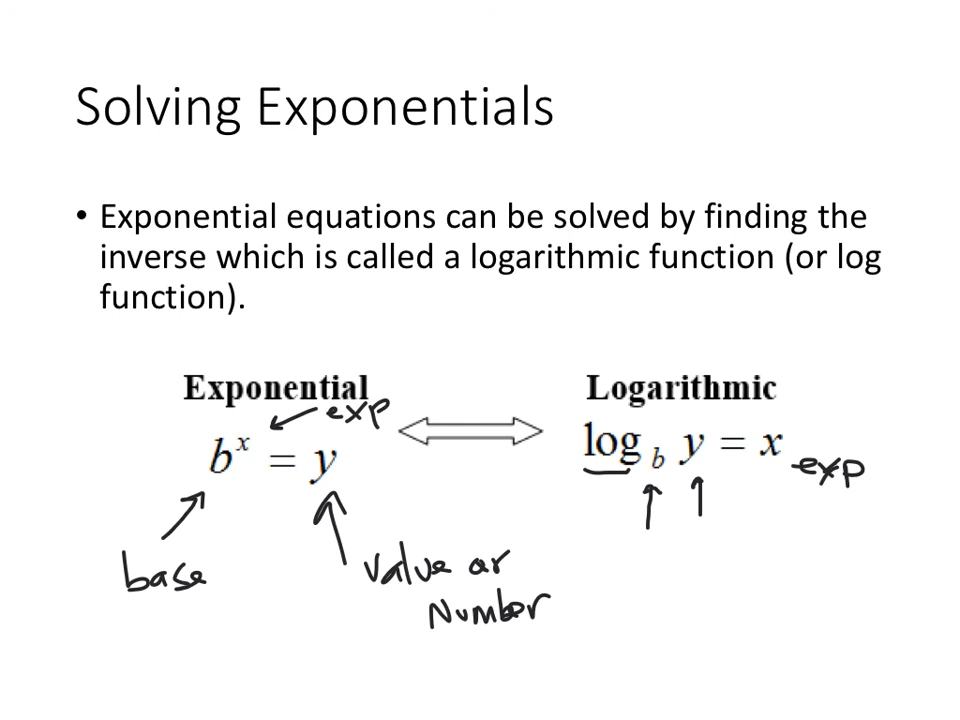 Solving Exponentials
• Exponential equations can be solved by finding the
inverse which is called a logarithmic function (or log
function).
Exponential
exp
bˣ = y
base
value or
Number
Logarithmic
log_b y = x
exp